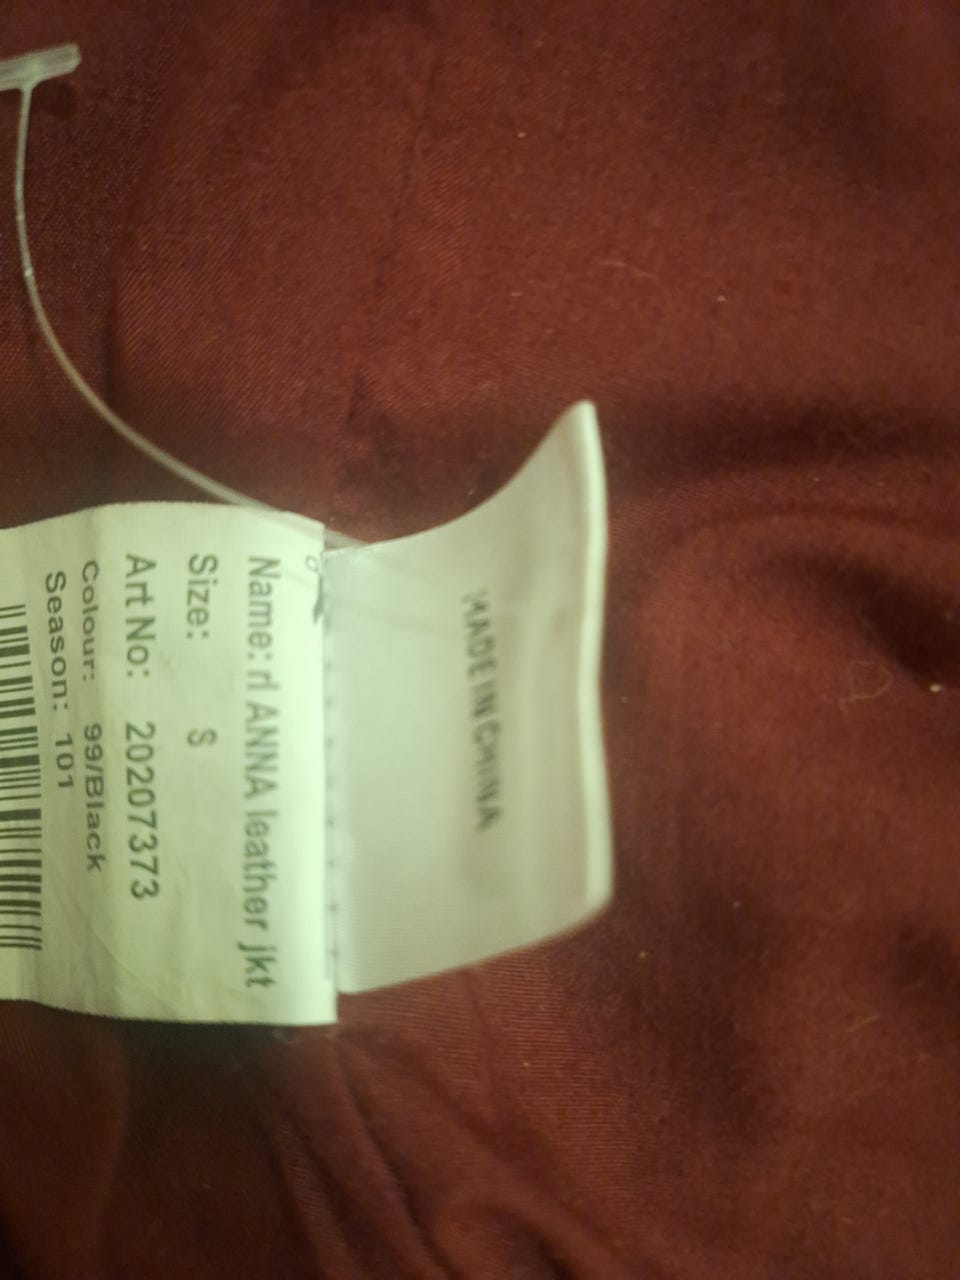 MADE IN CHINA
Name: rl ANNA leather jkt
Size: S
Art No: 20207373
Colour: 99/Black
Season: 101